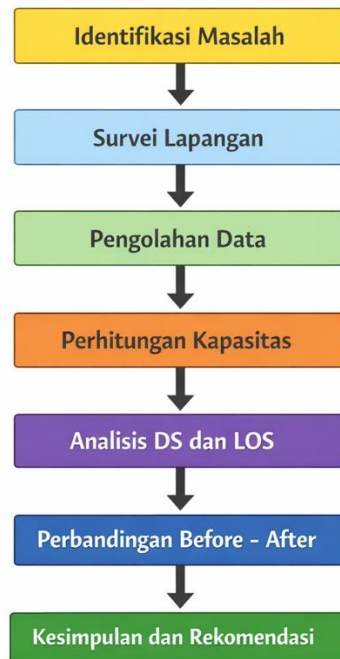 Identifikasi Masalah
Survei Lapangan
Pengolahan Data
Perhitungan Kapasitas
Analisis DS dan LOS
Perbandingan Before – After
Kesimpulan dan Rekomendasi